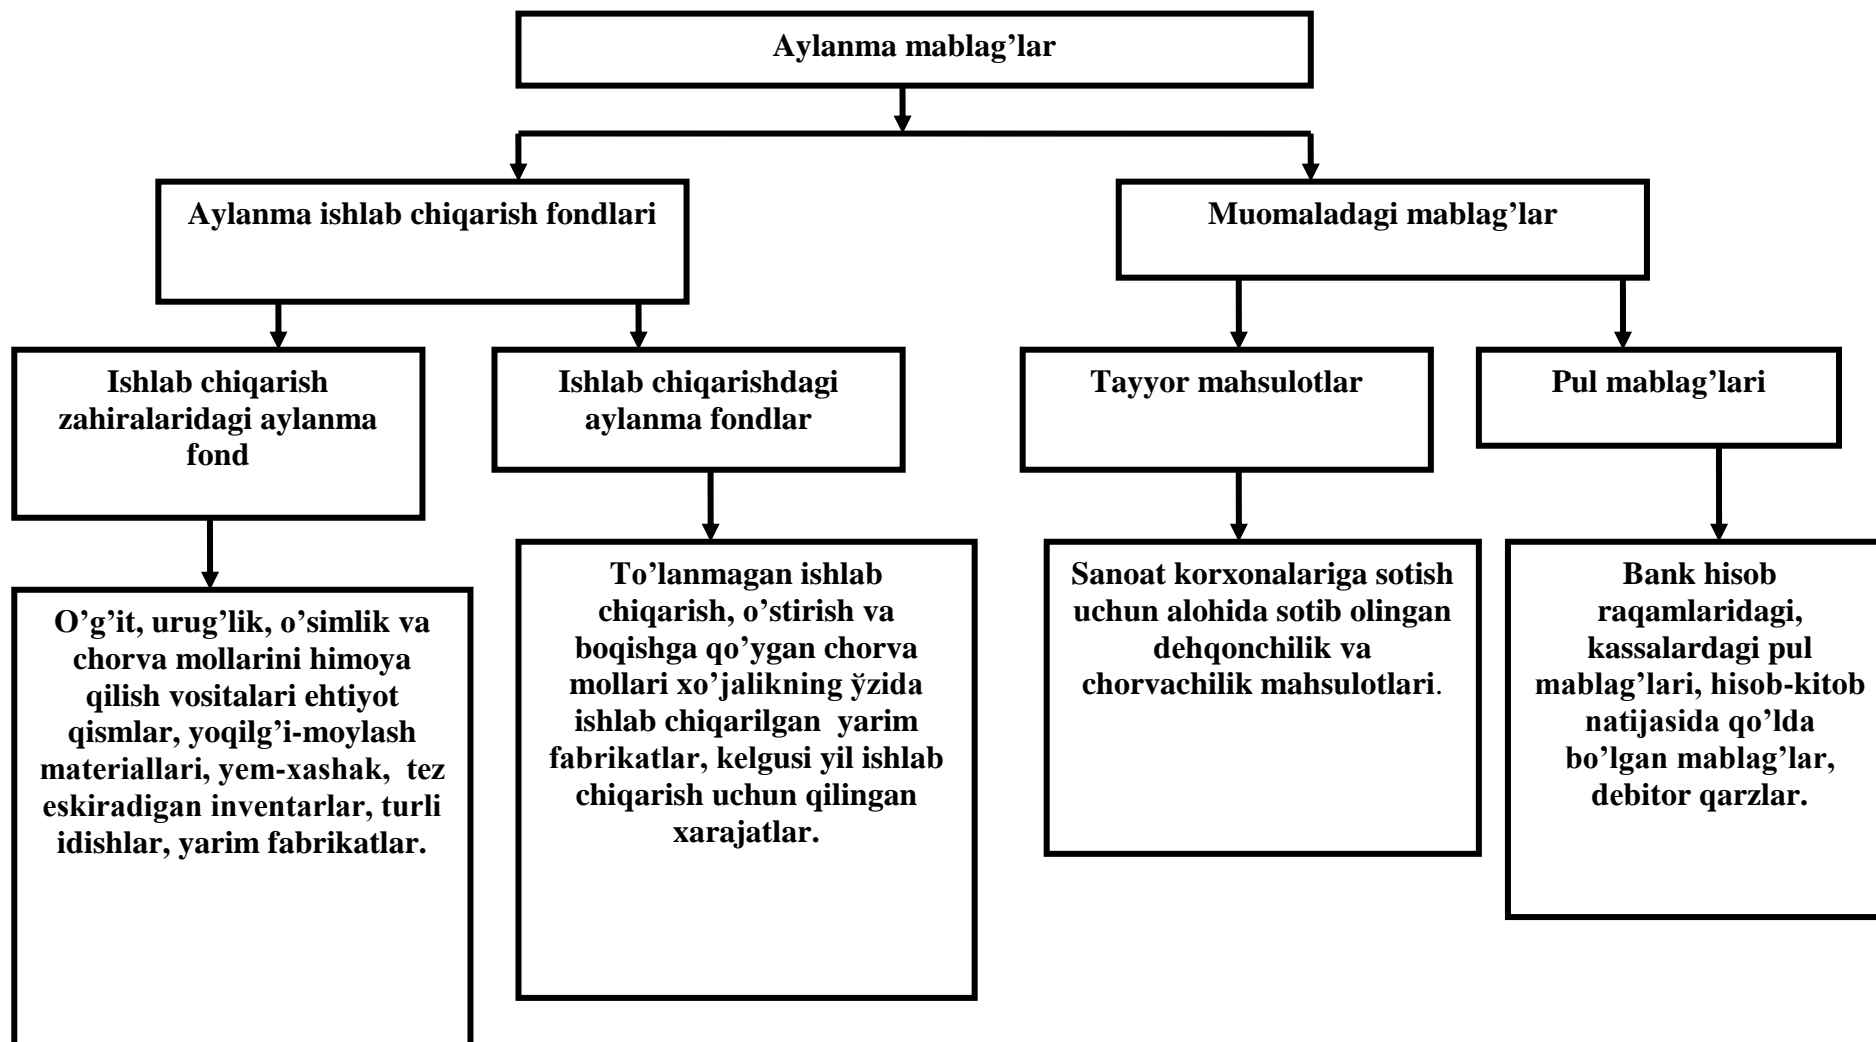 Aylanma mablag’lar
Aylanma ishlab chiqarish fondlari
Muomaladagi mablag’lar
Ishlab chiqarish
zahiralaridagi aylanma
fond
Ishlab chiqarishdagi
aylanma fondlar
Tayyor mahsulotlar
Pul mablag’lari
O’g’it, urug’lik, o’simlik va
chorva mollarini himoya
qilish vositalari ehtiyot
qismlar, yoqilg’i-moylash
materiallari, yem-xashak,  tez
eskiradigan inventarlar, turli
idishlar, yarim fabrikatlar.
To’lanmagan ishlab
chiqarish, o’stirish va
boqishga qo’ygan chorva
mollari xo’jalikning ўzida
ishlab chiqarilgan  yarim
fabrikatlar, kelgusi yil ishlab
chiqarish uchun qilingan
xarajatlar.
Sanoat korxonalariga sotish
uchun alohida sotib olingan
dehqonchilik va
chorvachilik mahsulotlari.
Bank hisob
raqamlaridagi,
kassalardagi pul
mablag’lari, hisob-kitob
natijasida qo’lda
bo’lgan mablag’lar,
debitor qarzlar.